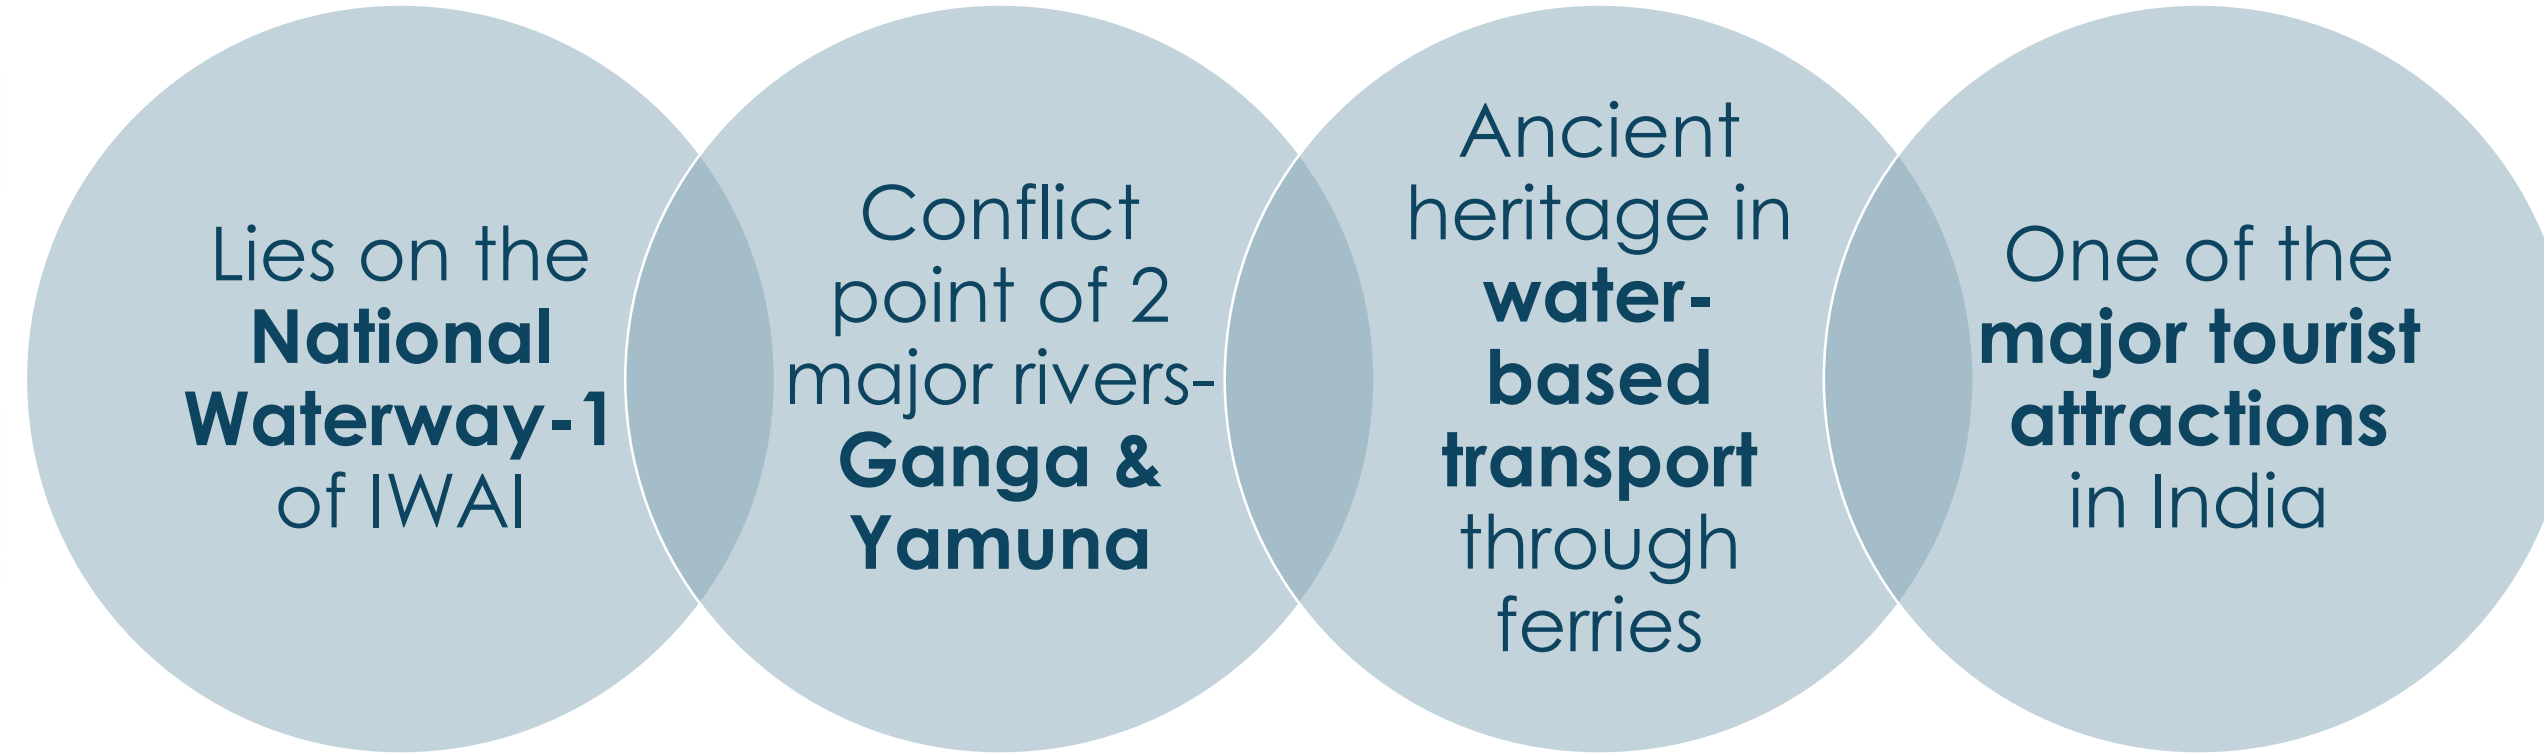 Lies on the
National
Waterway-1
of IWAI
Conflict
point of 2
major rivers-
Ganga &
Yamuna
Ancient
heritage in
water-
based
transport
through
ferries
One of the
major tourist
attractions
in India